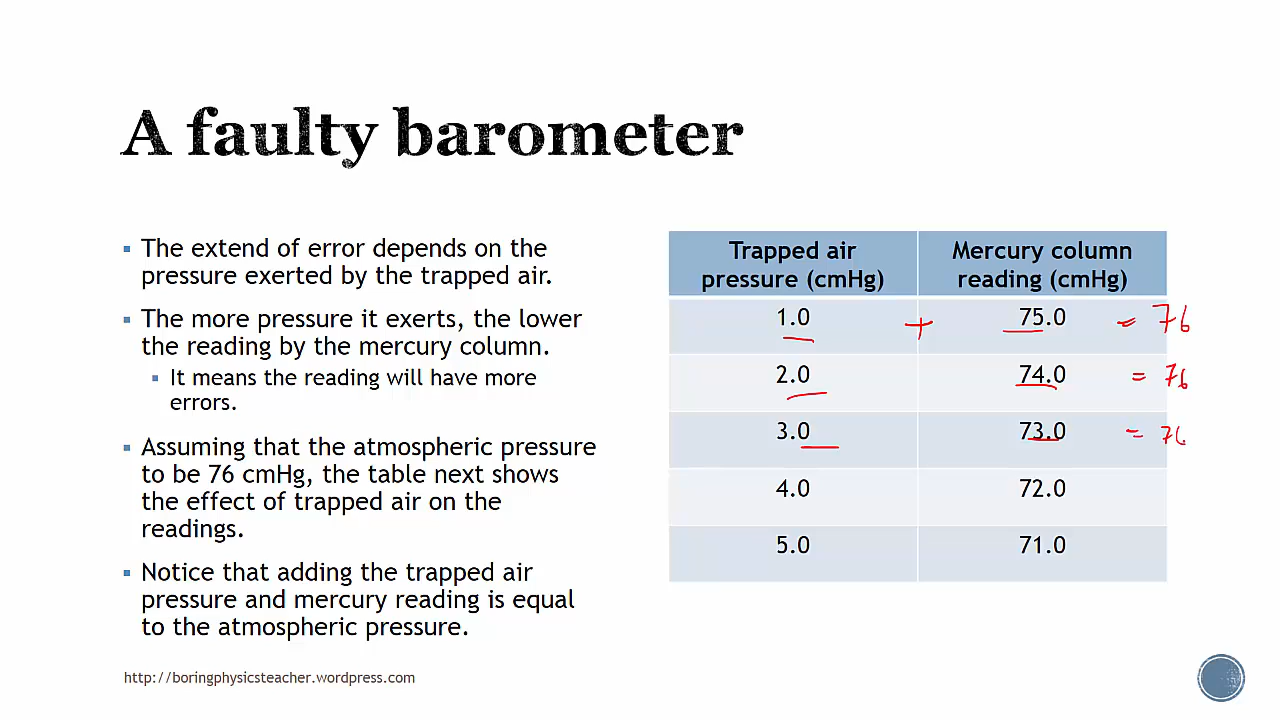 A faulty barometer
The extend of error depends on the
pressure exerted by the trapped air.
The more pressure it exerts, the lower
the reading by the mercury column.
It means the reading will have more
errors.
Assuming that the atmospheric pressure
to be 76 cmHg, the table next shows
the effect of trapped air on the
readings.
Notice that adding the trapped air
pressure and mercury reading is equal
to the atmospheric pressure.
Trapped air
pressure (cmHg)
Mercury column
reading (cmHg)
1.0 + 75.0 = 76
2.0 74.0 = 76
3.0 73.0 = 76
4.0 72.0
5.0 71.0
http://boringphysicsteacher.wordpress.com